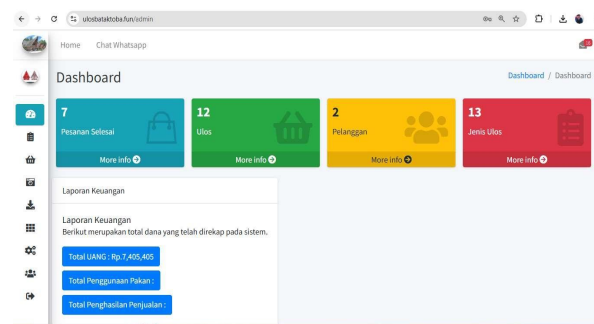 ulosbataktoba.fun/admin
Home Chat Whatsapp
Dashboard
Dashboard / Dashboard
7
Pesanan Selesai
More info
12
Ulos
More info
2
Pelanggan
More info
13
Jenis Ulos
More info
Laporan Keuangan
Laporan Keuangan
Berikut merupakan total dana yang telah direkap pada sistem.
Total UANG : Rp.7,405,405
Total Penggunaan Pakan :
Total Penghasilan Penjualan :